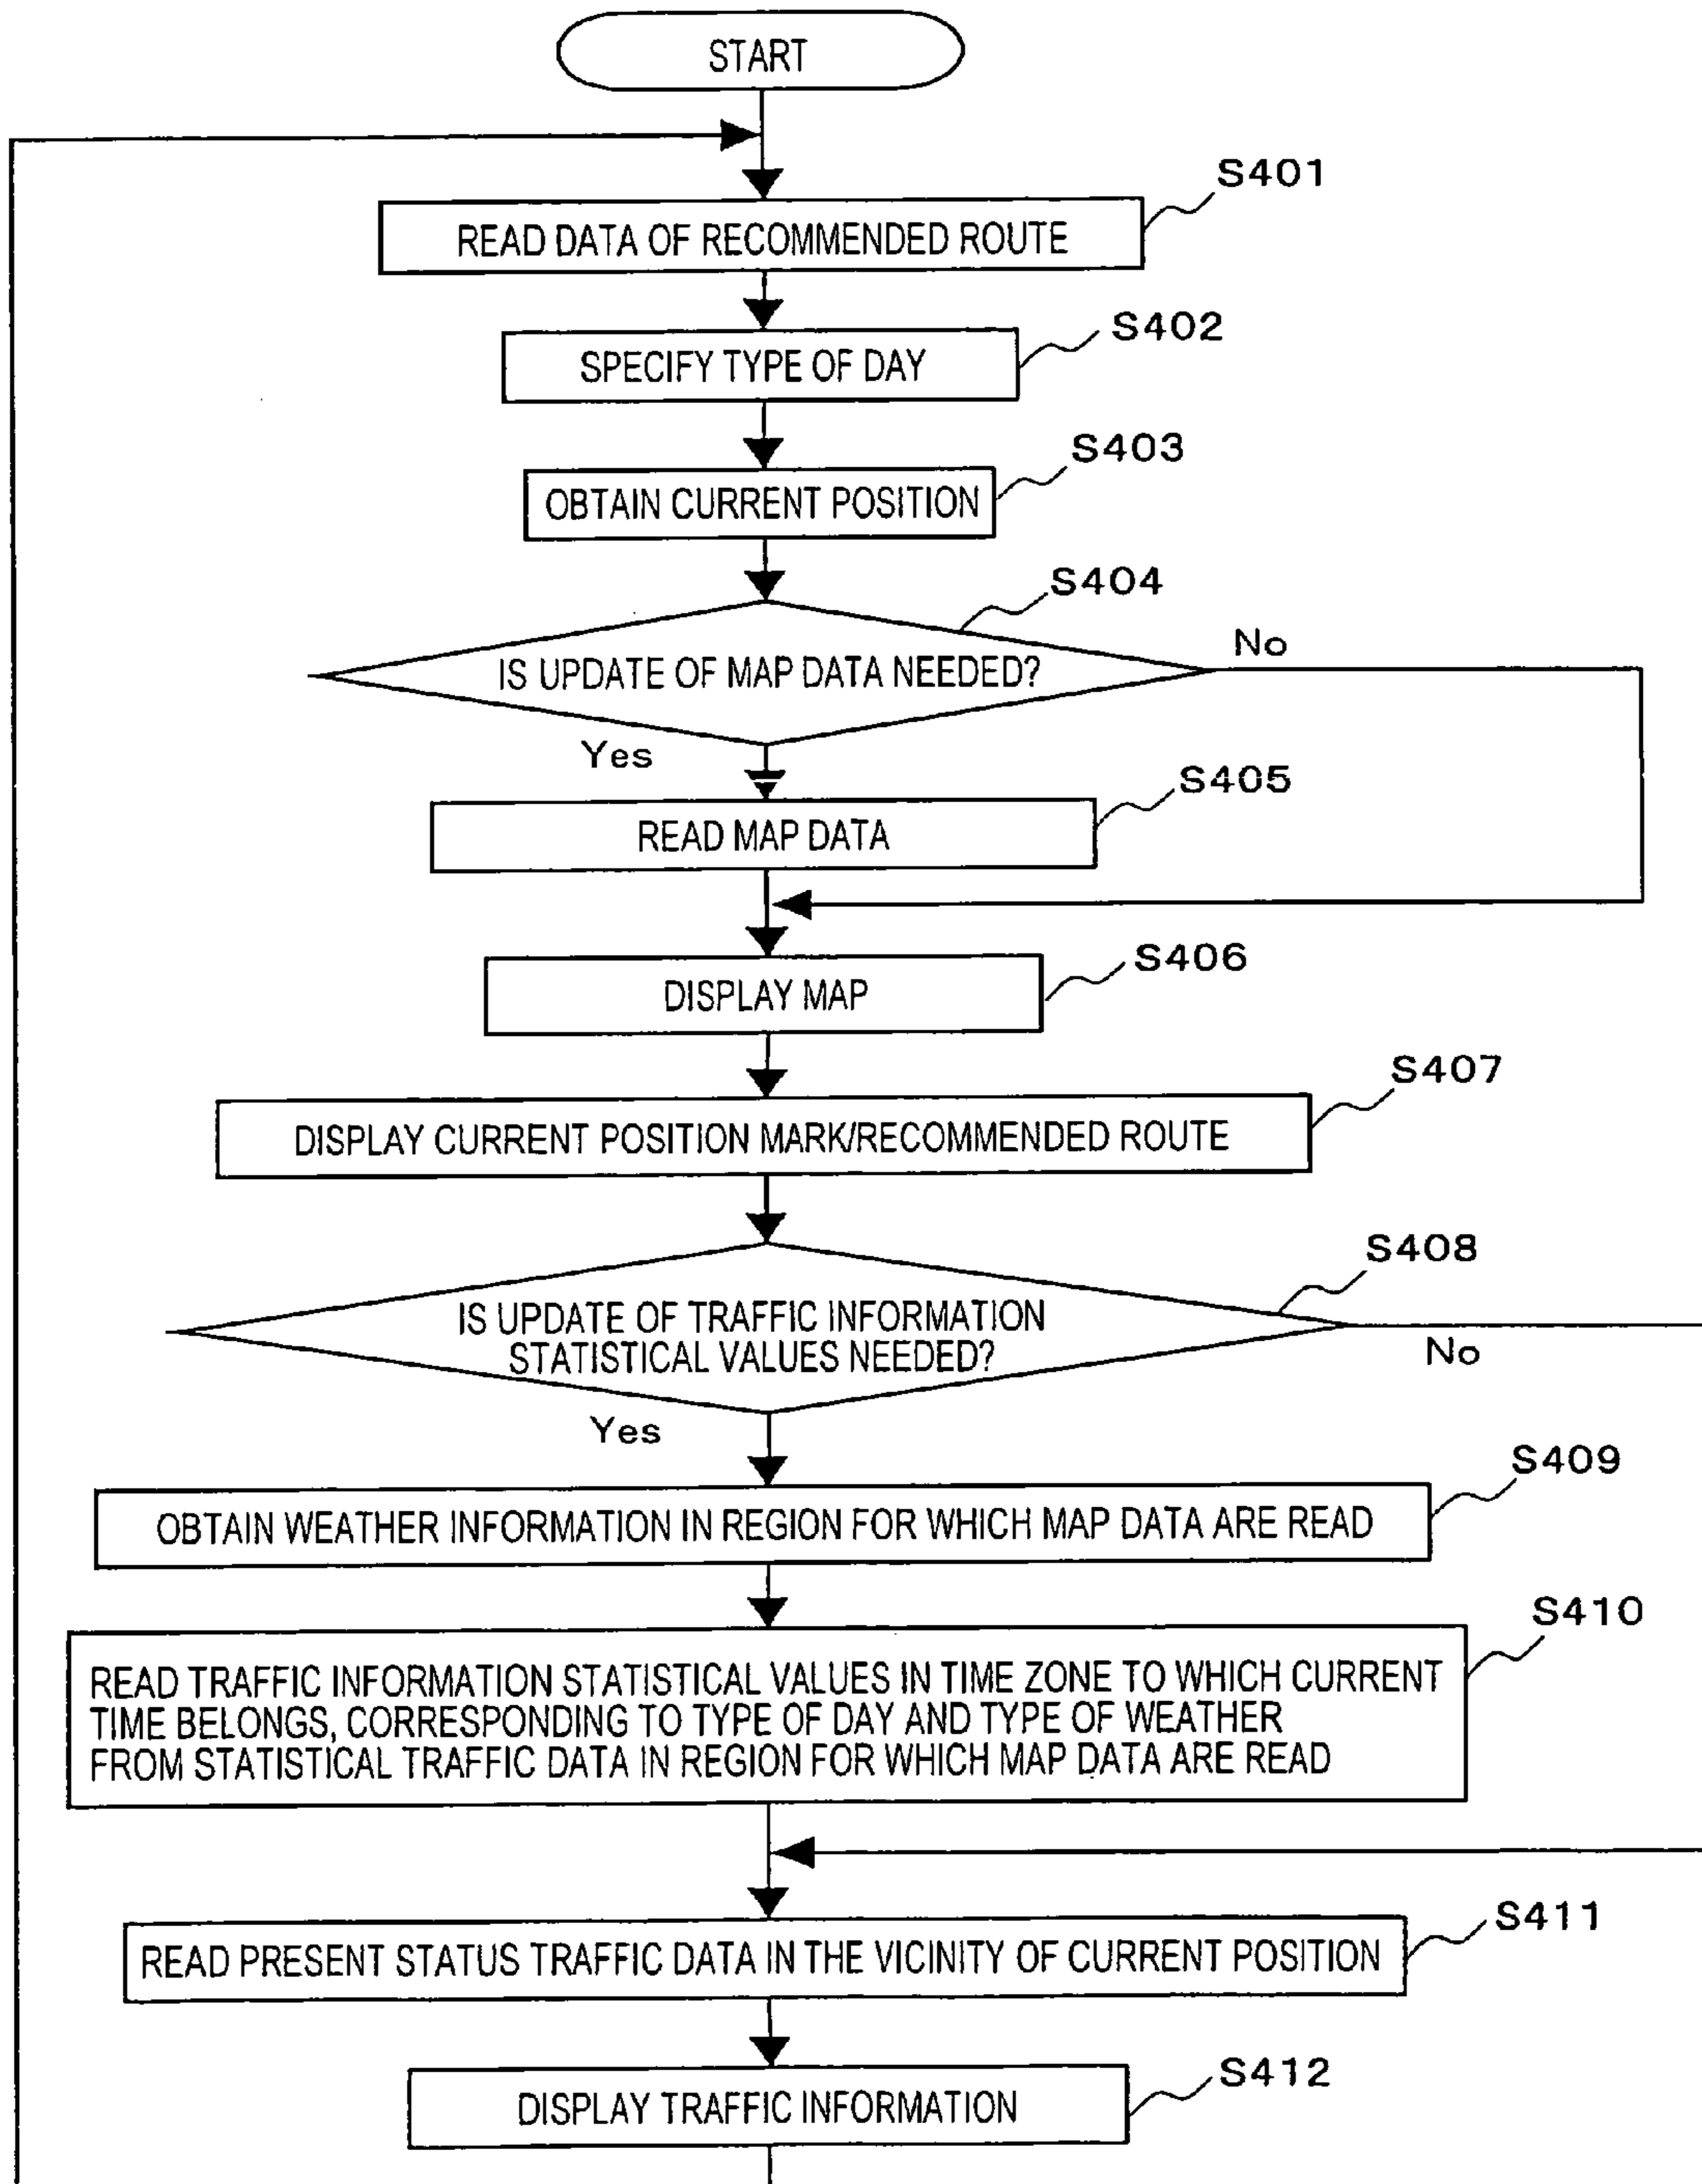 START
S401
READ DATA OF RECOMMENDED ROUTE
S402
SPECIFY TYPE OF DAY
S403
OBTAIN CURRENT POSITION
S404
IS UPDATE OF MAP DATA NEEDED?
No
Yes
S405
READ MAP DATA
S406
DISPLAY MAP
S407
DISPLAY CURRENT POSITION MARK/RECOMMENDED ROUTE
S408
IS UPDATE OF TRAFFIC INFORMATION
STATISTICAL VALUES NEEDED?
No
Yes
S409
OBTAIN WEATHER INFORMATION IN REGION FOR WHICH MAP DATA ARE READ
S410
READ TRAFFIC INFORMATION STATISTICAL VALUES IN TIME ZONE TO WHICH CURRENT
TIME BELONGS, CORRESPONDING TO TYPE OF DAY AND TYPE OF WEATHER
FROM STATISTICAL TRAFFIC DATA IN REGION FOR WHICH MAP DATA ARE READ
S411
READ PRESENT STATUS TRAFFIC DATA IN THE VICINITY OF CURRENT POSITION
S412
DISPLAY TRAFFIC INFORMATION